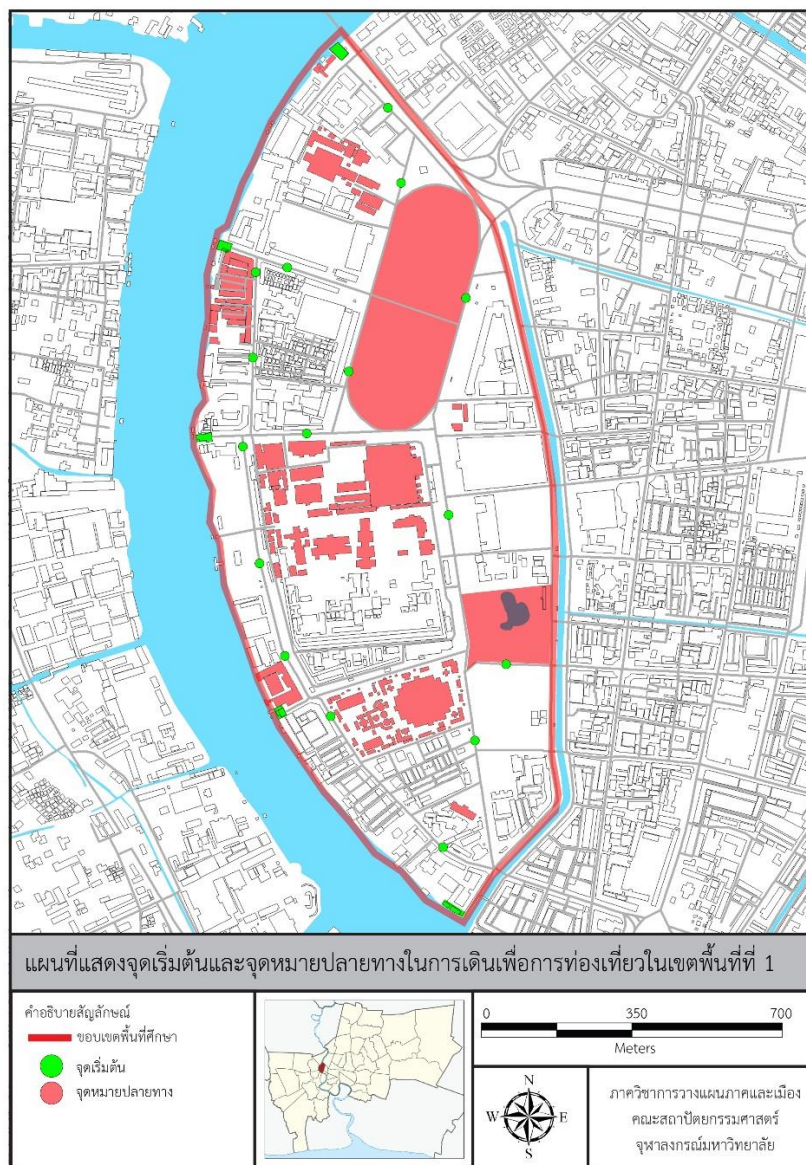 แผนที่แสดงจุดเริ่มต้นและจุดหมายปลายทางในการเดินเพื่อการท่องเที่ยวในเขตพื้นที่ที่ 1
คำอธิบายสัญลักษณ์
ขอบเขตพื้นที่ศึกษา
จุดเริ่มต้น
จุดหมายปลายทาง
0 350 700
Meters
N
W E
S
ภาควิชาการวางแผนภาคและเมือง
คณะสถาปัตยกรรมศาสตร์
จุฬาลงกรณ์มหาวิทยาลัย